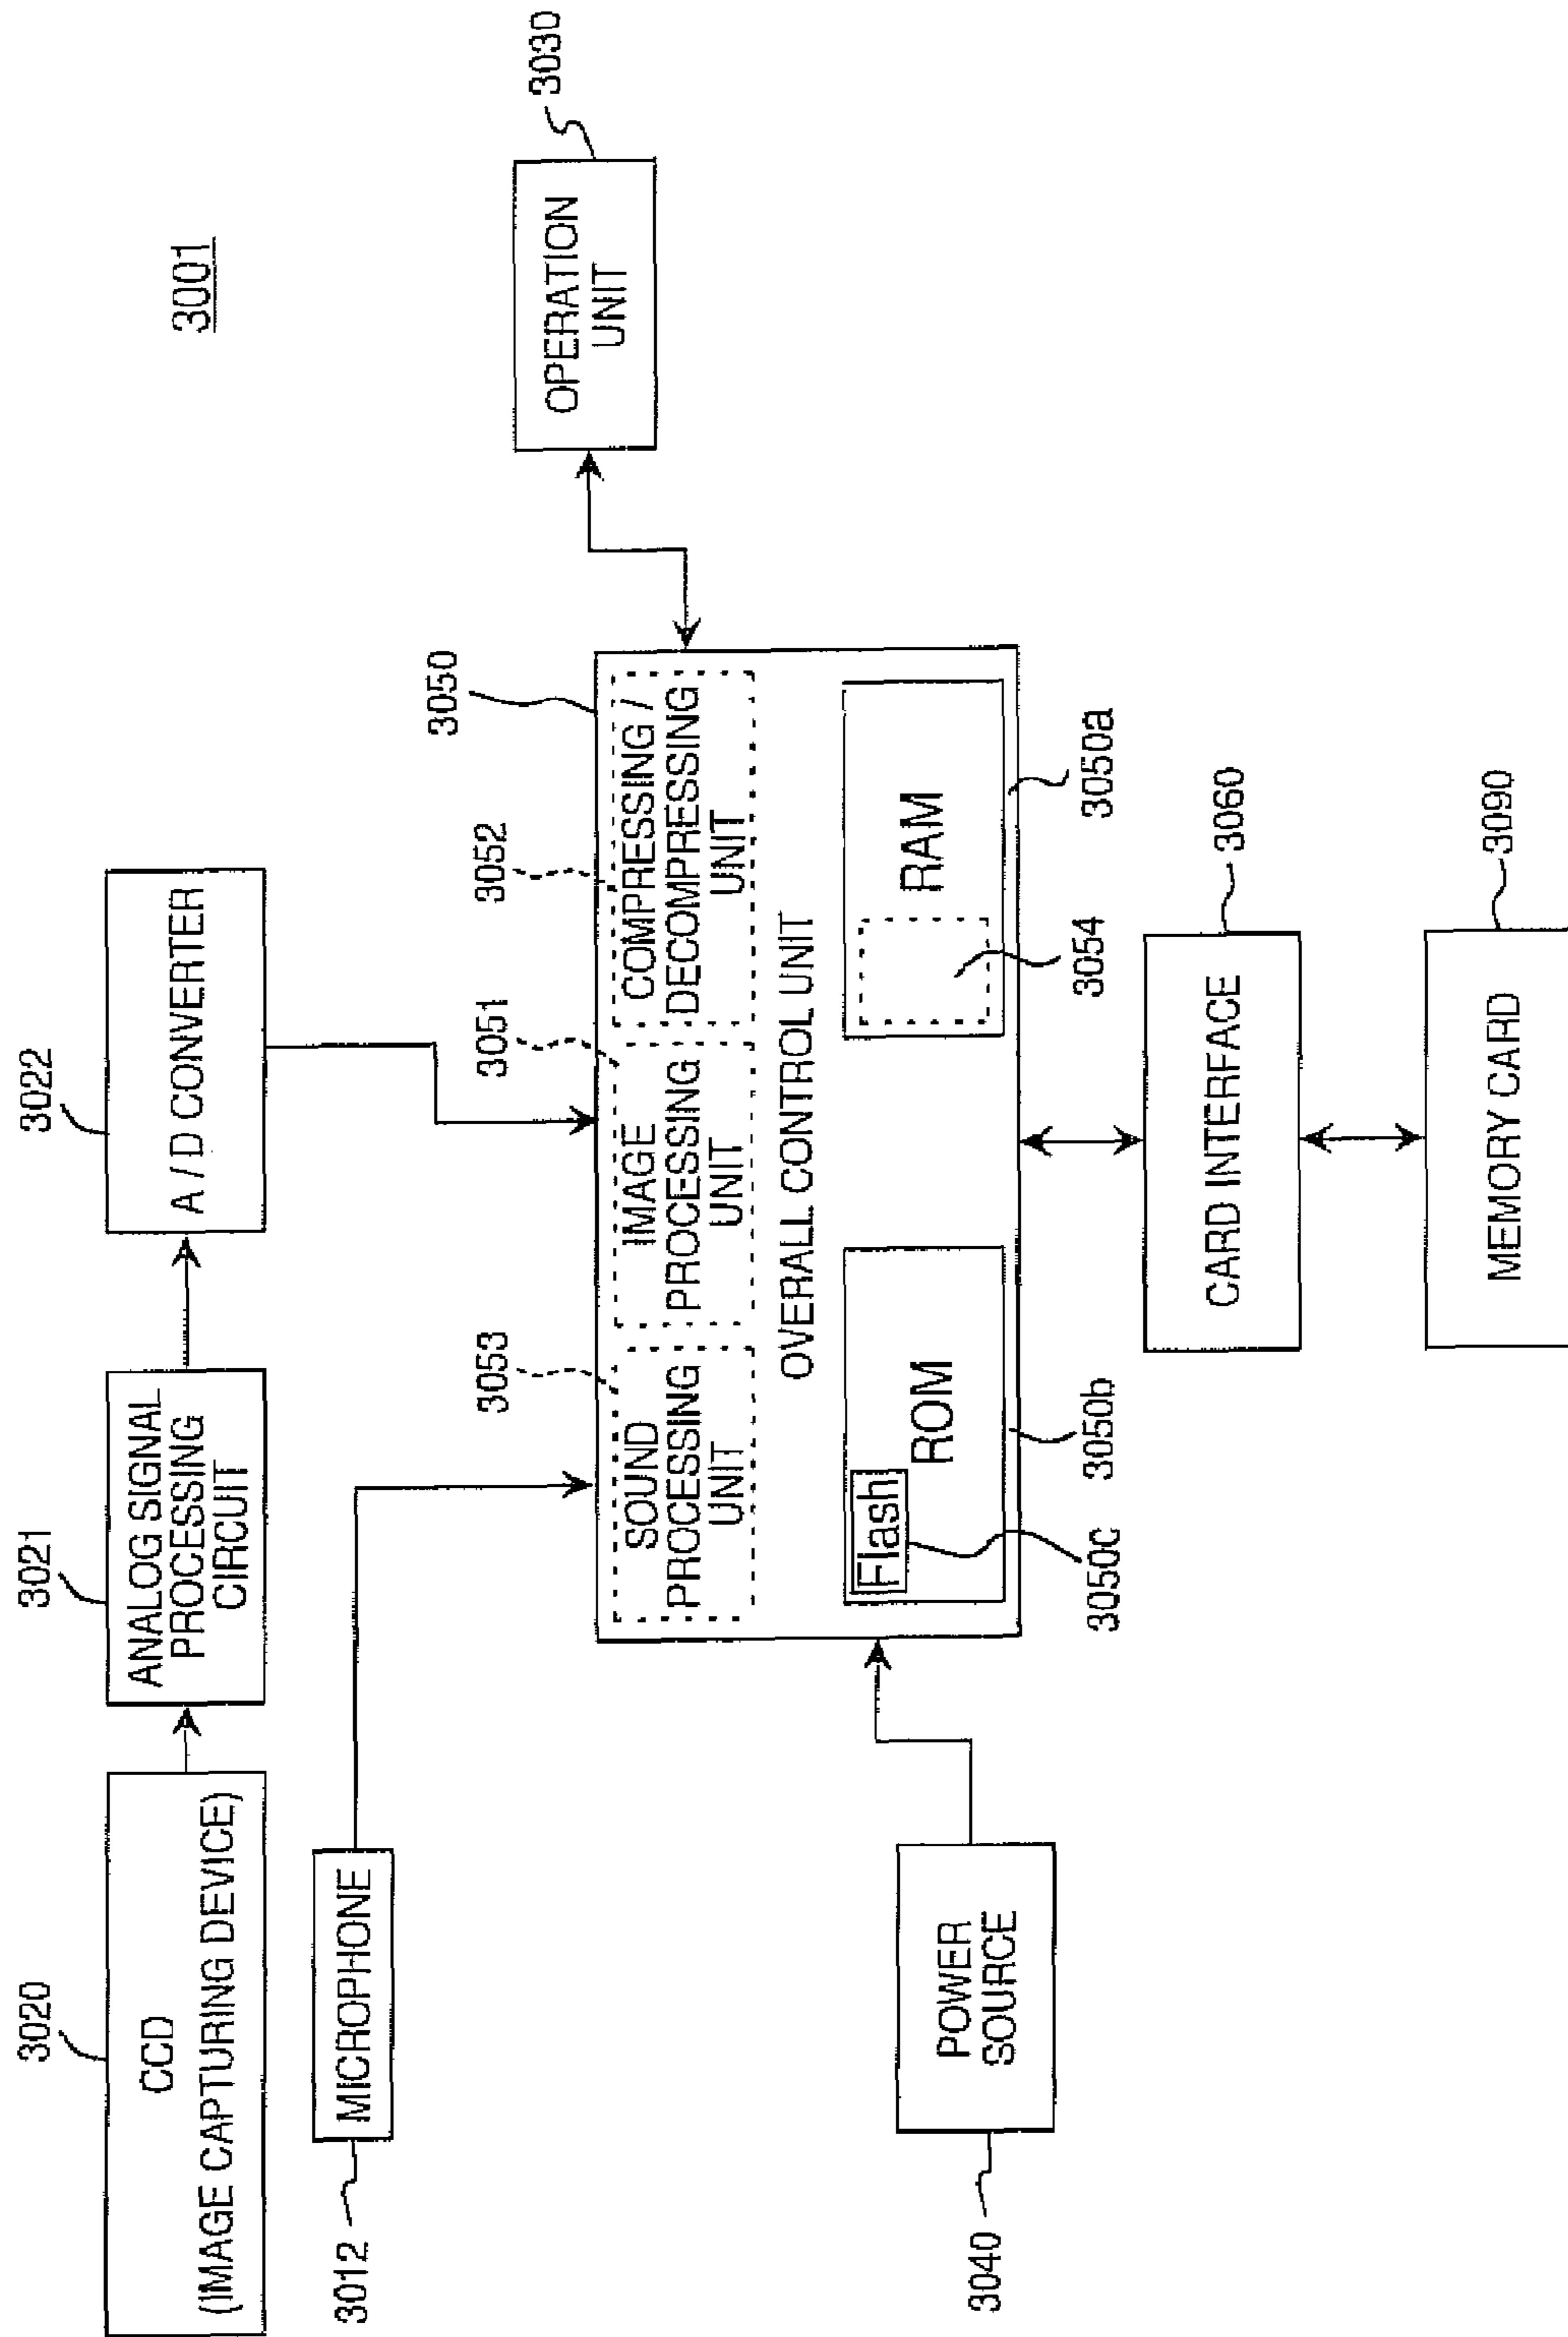 3001
3020
CCD
(IMAGE CAPTURING DEVICE)
3021
ANALOG SIGNAL
PROCESSING
CIRCUIT
3022
A / D CONVERTER
3012
MICROPHONE
3030
OPERATION
UNIT
3050
3053
SOUND
PROCESSING
UNIT
3051
IMAGE
PROCESSING
UNIT
3052
COMPRESSING /
DECOMPRESSING
UNIT
OVERALL CONTROL UNIT
Flash
ROM
RAM
3050c
3050b
3054
3050a
3040
POWER
SOURCE
CARD INTERFACE
3060
MEMORY CARD
3090